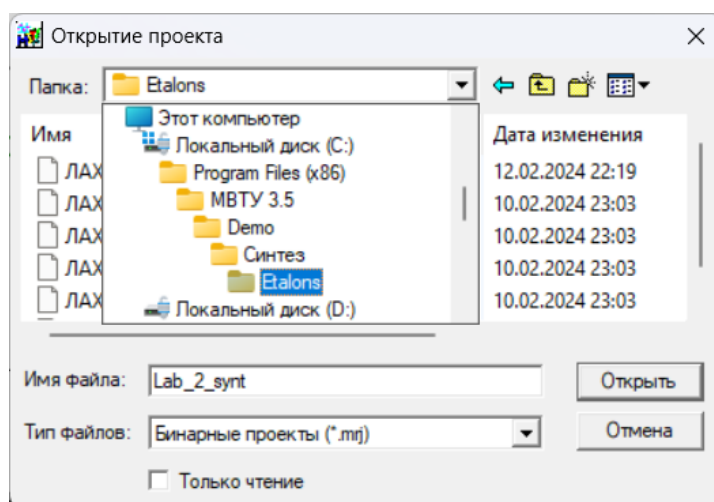 Открытие проекта
Папка: Etalons
Имя Дата изменения
Этот компьютер
Локальный диск (C:)
Program Files (x86)
МВТУ 3.5
Demo
Синтез
Etalons
Локальный диск (D:)
ЛАХ 12.02.2024 22:19
ЛАХ 10.02.2024 23:03
ЛАХ 10.02.2024 23:03
ЛАХ 10.02.2024 23:03
ЛАХ 10.02.2024 23:03
Имя файла: Lab_2_synt Открыть
Тип файлов: Бинарные проекты (*.mrj) Отмена
Только чтение